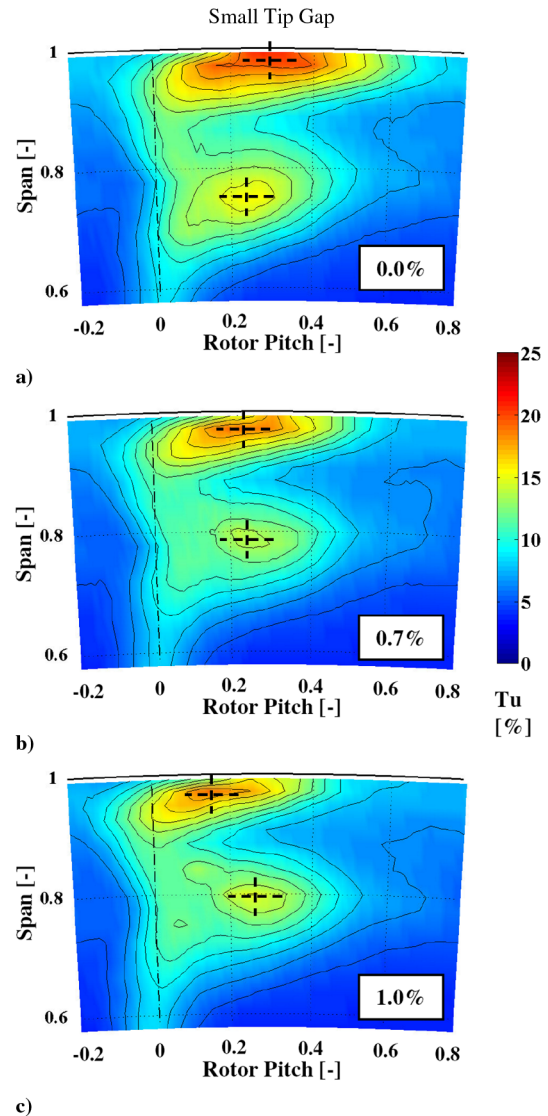 Small Tip Gap
1
0.8
0.6
Span [-]
0.0%
-0.2 0 0.2 0.4 0.6 0.8
Rotor Pitch [-]
a)
1
0.8
0.6
Span [-]
0.7%
-0.2 0 0.2 0.4 0.6 0.8
Rotor Pitch [-]
b)
25
20
15
10
5
0
Tu
[%]
1
0.8
0.6
Span [-]
1.0%
-0.2 0 0.2 0.4 0.6 0.8
Rotor Pitch [-]
c)